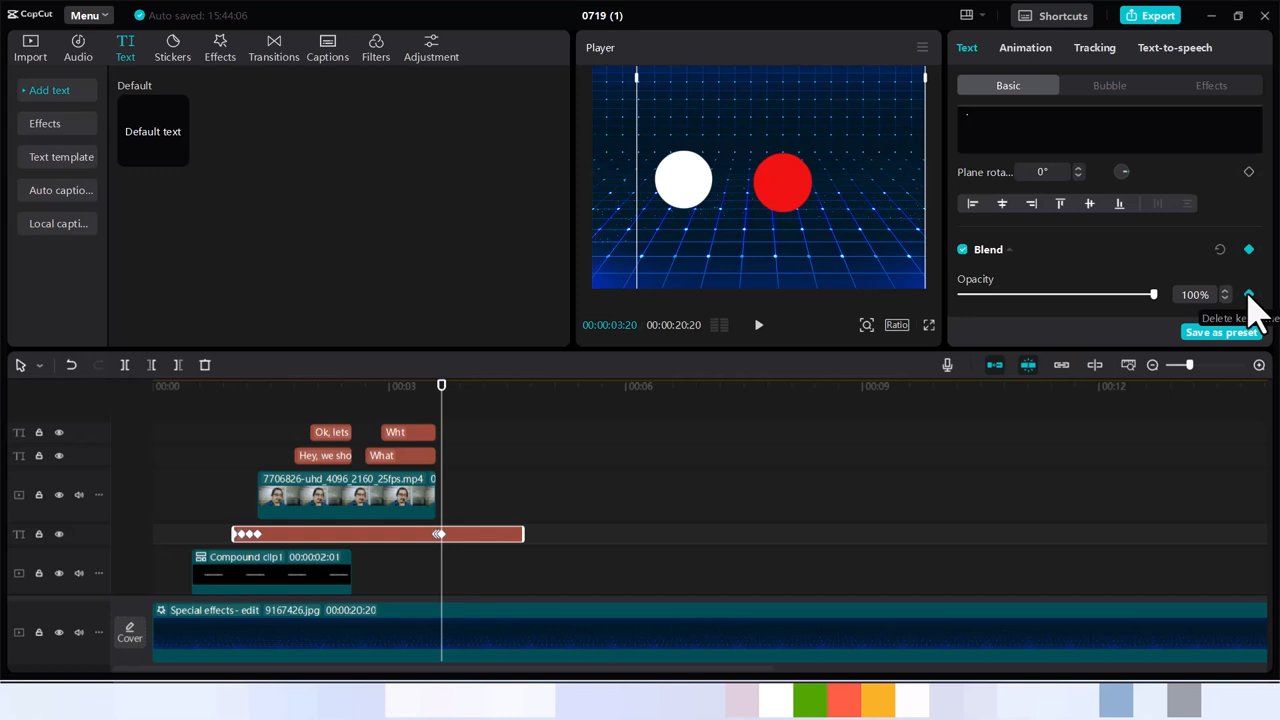 CapCut Menu Auto saved: 15:44:06 0719 (1) Shortcuts Export
Import Audio Text Stickers Effects Transitions Captions Filters Adjustment
Add text
Effects
Text template
Auto captio...
Local capti...
Default
Default text
Player
00:00:03:20 00:00:20:20 Ratio
Text Animation Tracking Text-to-speech
Basic Bubble Effects
.
Plane rota... 0°
Blend
Opacity
100%
Save as preset
00:00 00:03 00:06 00:09 00:12
TI Ok, lets Wht
TI Hey, we sho What
7706826-uhd_4096_2160_25fps.mp4 0
TI
Compound clip1 00:00:02:01
Cover
Special effects - edit 9167426.jpg 00:00:20:20